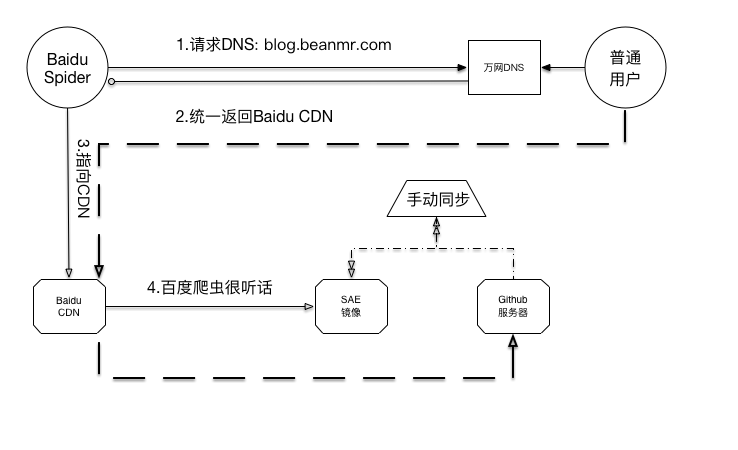 1.请求DNS: blog.beanmr.com
Baidu
Spider
万网DNS
普通
用户
2.统一返回Baidu CDN
3.指向CDN
手动同步
4.百度爬虫很听话
Baidu
CDN
SAE
镜像
Github
服务器